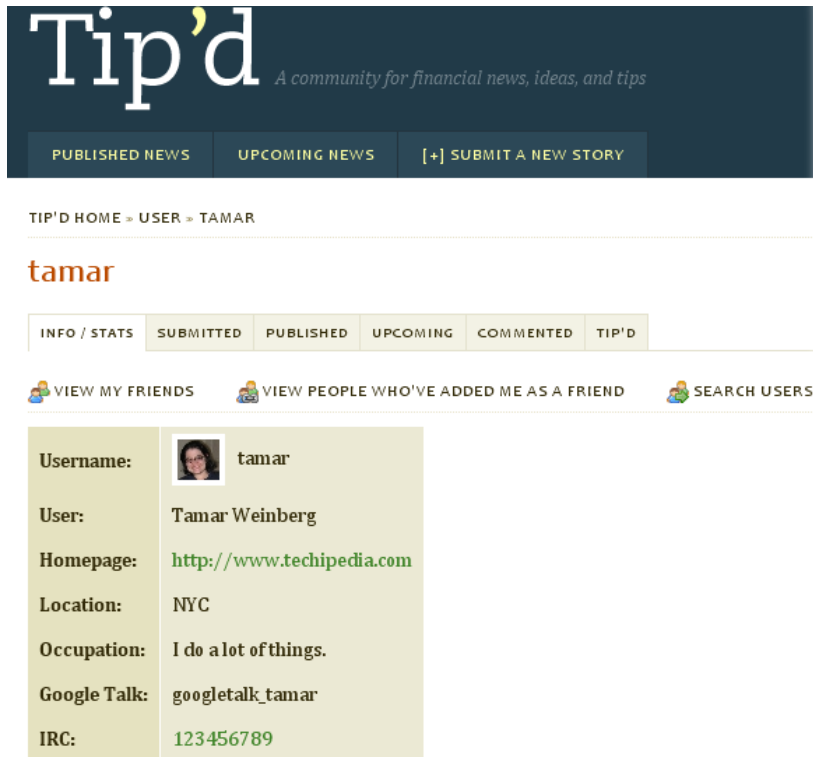 Tip'd A community for financial news, ideas, and tips
PUBLISHED NEWS UPCOMING NEWS [+] SUBMIT A NEW STORY
TIP'D HOME » USER » TAMAR
tamar
INFO / STATS SUBMITTED PUBLISHED UPCOMING COMMENTED TIP'D
VIEW MY FRIENDS VIEW PEOPLE WHO'VE ADDED ME AS A FRIEND SEARCH USERS
Username: tamar
User: Tamar Weinberg
Homepage: http://www.techipedia.com
Location: NYC
Occupation: I do a lot of things.
Google Talk: googletalk_tamar
IRC: 123456789